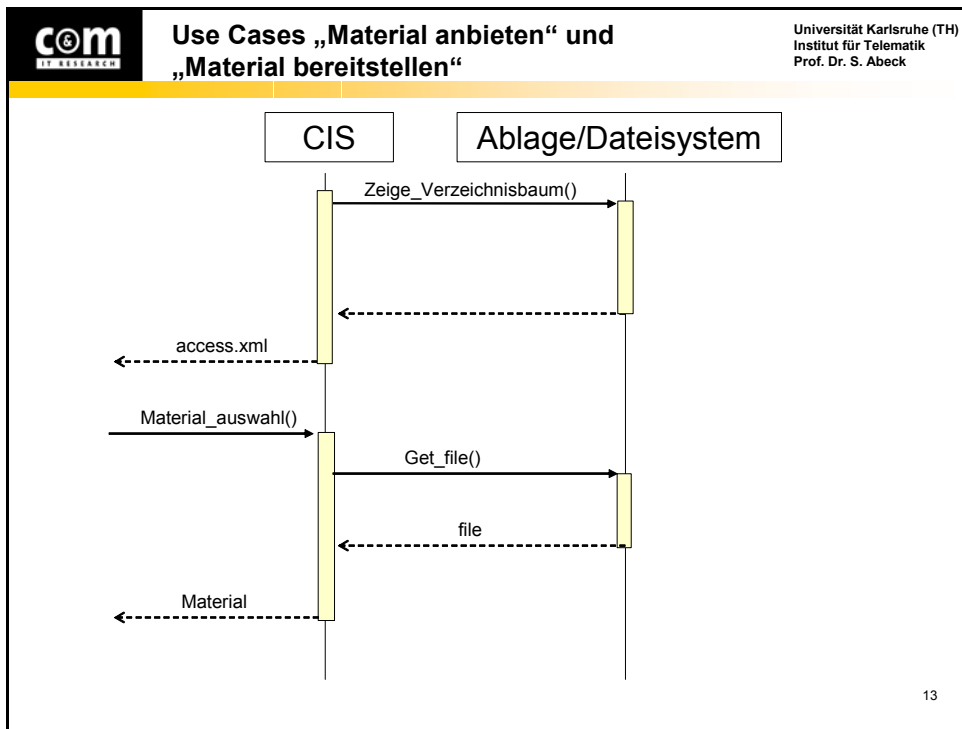 c&m
IT RESEARCH
Use Cases „Material anbieten“ und
„Material bereitstellen“
Universität Karlsruhe (TH)
Institut für Telematik
Prof. Dr. S. Abeck
CIS
Ablage/Dateisystem
Zeige_Verzeichnisbaum()
access.xml
Material_auswahl()
Get_file()
file
Material
13